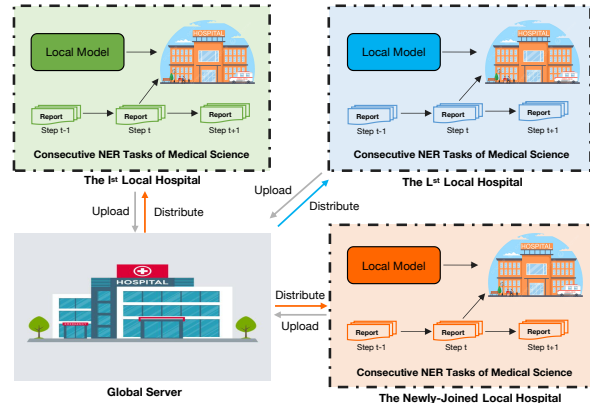 Local Model
HOSPITAL
Report
Report
Report
Step t-1
Step t
Step t+1
Consecutive NER Tasks of Medical Science
The lst Local Hospital
Local Model
HOSPITAL
Report
Report
Report
Step t-1
Step t
Step t+1
Consecutive NER Tasks of Medical Science
The Lst Local Hospital
Upload
Distribute
Upload
Distribute
HOSPITAL
Global Server
Distribute
Upload
Local Model
HOSPITAL
Report
Report
Report
Step t-1
Step t
Step t+1
Consecutive NER Tasks of Medical Science
The Newly-Joined Local Hospital